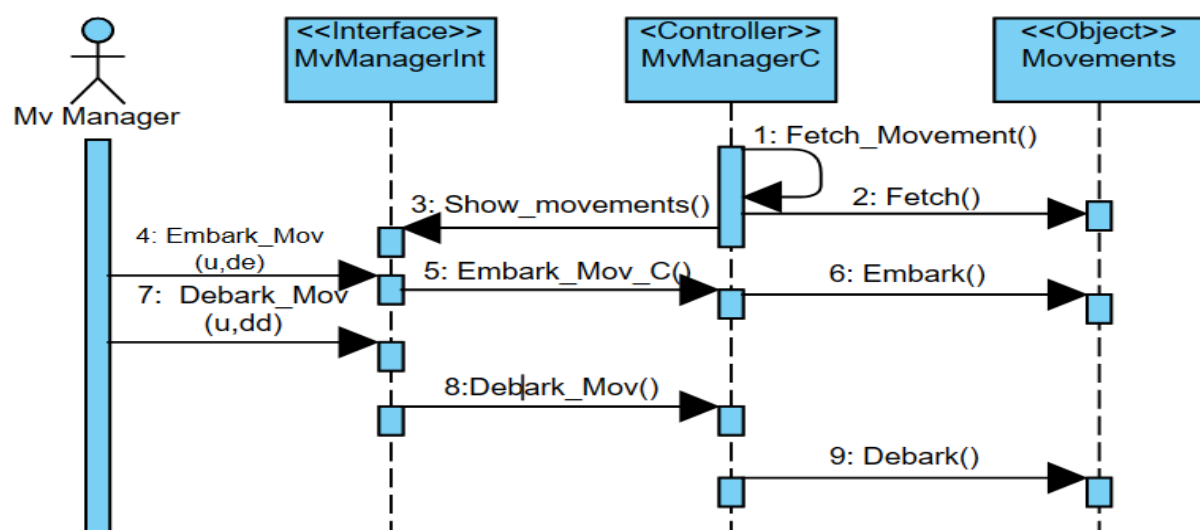 <<Interface>>
MvManagerInt
<Controller>>
MvManagerC
<<Object>>
Movements
Mv Manager
1: Fetch_Movement()
2: Fetch()
3: Show_movements()
4: Embark_Mov
(u,de)
5: Embark_Mov_C()
6: Embark()
7: Debark_Mov
(u,dd)
8:Debark_Mov()
9: Debark()